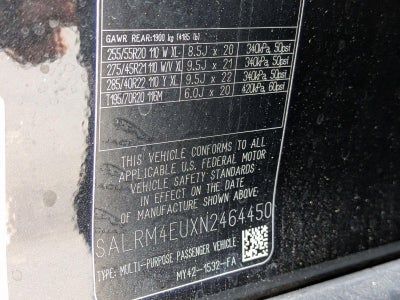 GAWR REAR:1900 kg (4185 lb)
255/55R20 110 W XL 8.5J x 20 340kPa, 50psi
275/45R21 110 W/V XL 9.5J x 21 340kPa, 50psi
285/40R22 110 Y XL 9.5J x 22 340kPa, 50psi
T195/70R20 116M 6.0J x 20 420kPa, 60psi
THIS VEHICLE CONFORMS TO ALL
APPLICABLE U.S. FEDERAL MOTOR
VEHICLE SAFETY STANDARDS
IN EFFECT ON THE DATE OF
MANUFACTURE SHOWN ABOVE
SALRM4EUXN2464450
TYPE: MULTI-PURPOSE PASSENGER VEHICLE
MY42-1532-FA